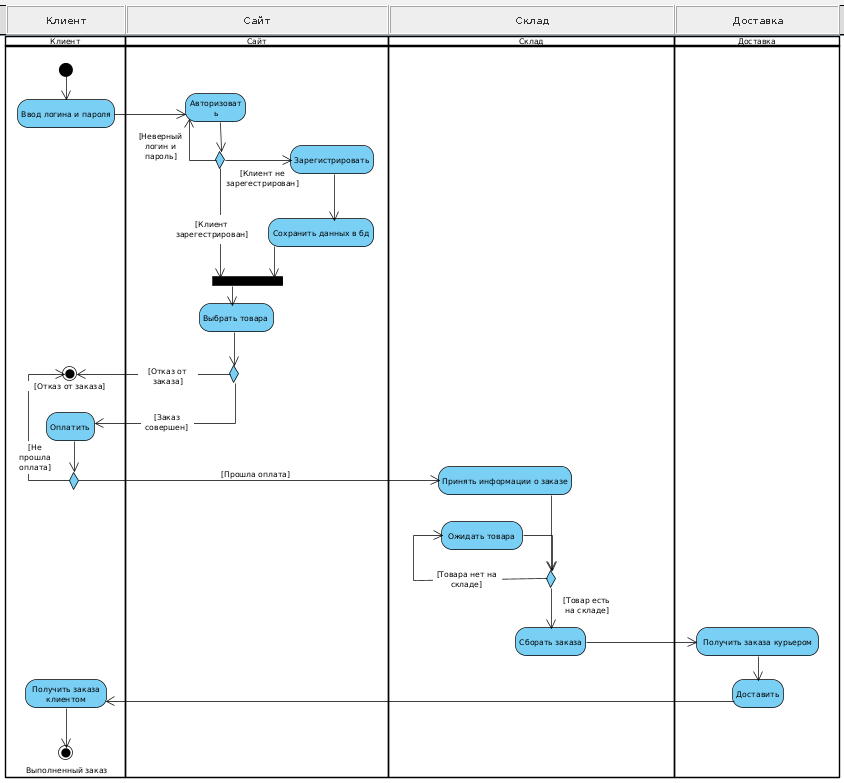 Клиент
Сайт
Склад
Доставка
Клиент
Сайт
Склад
Доставка
Ввод логина и пароля
Авторизоват
ь
[Неверный
логин и
пароль]
Зарегистрировать
[Клиент не
зарегестрирован]
[Клиент
зарегестрирован]
Сохранить данных в бд
Выбрать товара
[Отказ от
заказа]
[Отказ от заказа]
[Заказ
совершен]
Оплатить
[Не
прошла
оплата]
[Прошла оплата]
Принять информации о заказе
Ожидать товара
[Товара нет на
складе]
[Товар есть
на складе]
Сборать заказа
Получить заказа курьером
Получить заказа
клиентом
Доставить
Выполненный заказ